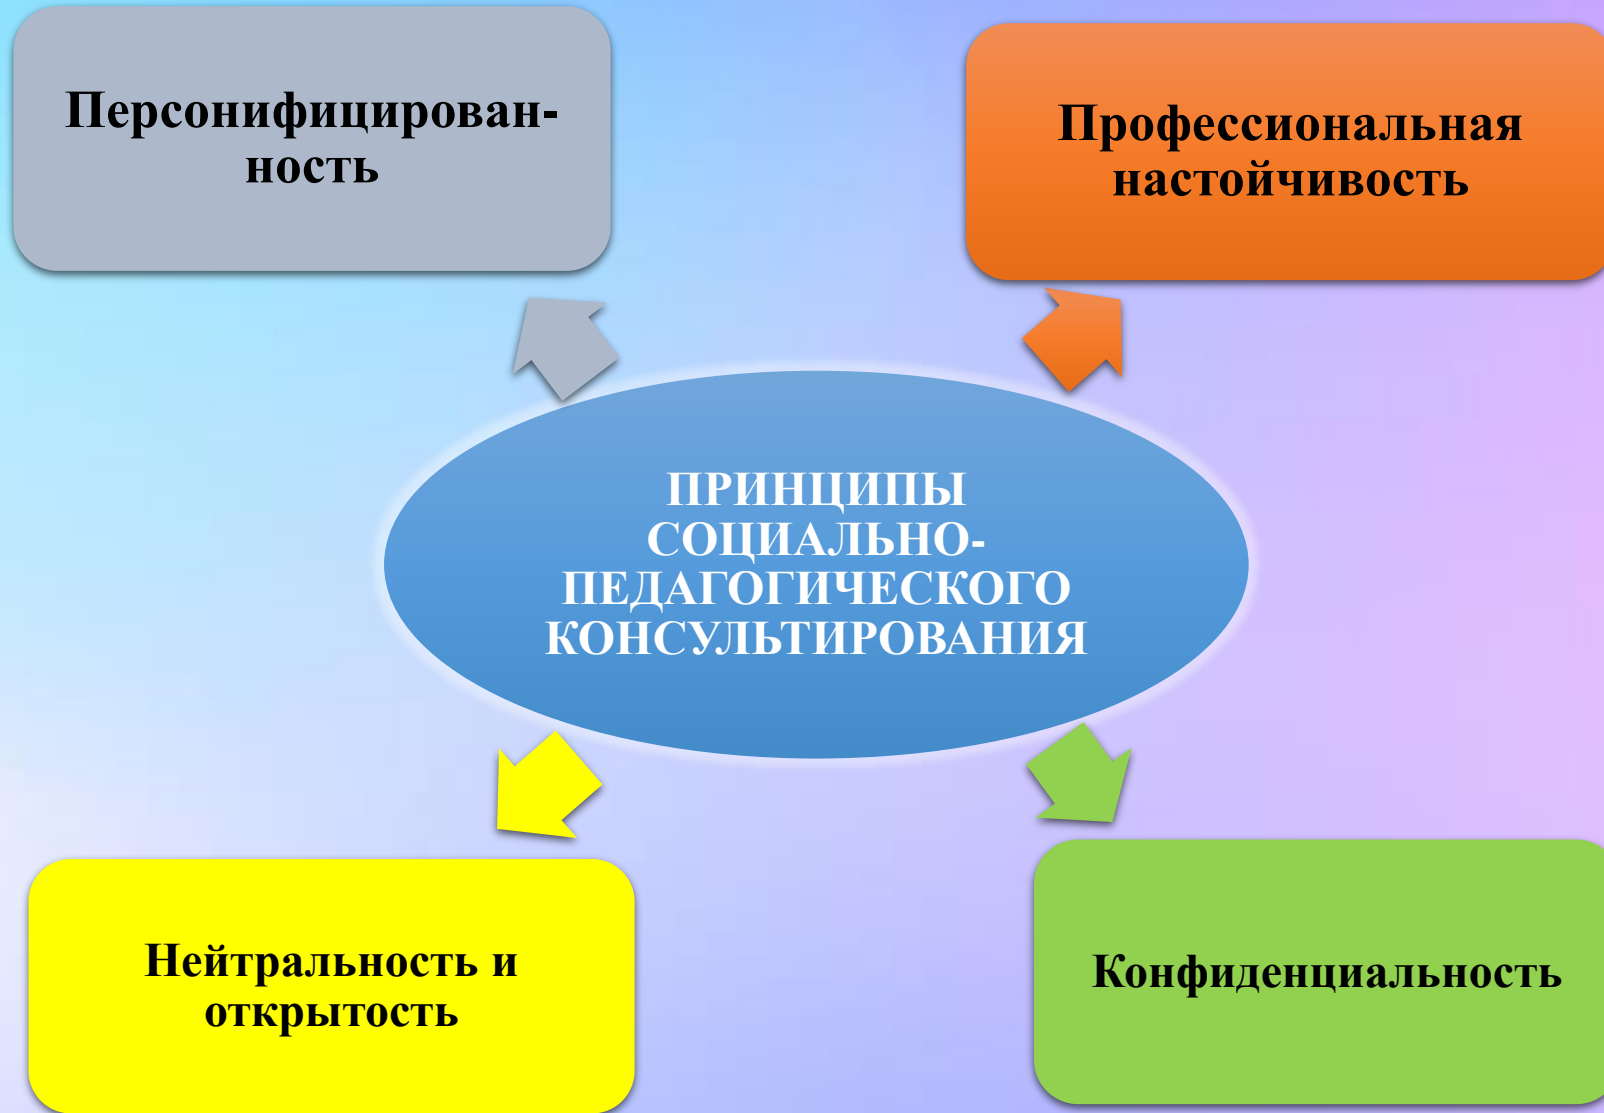 Персонифицирован-
ность
Профессиональная
настойчивость
ПРИНЦИПЫ
СОЦИАЛЬНО-
ПЕДАГОГИЧЕСКОГО
КОНСУЛЬТИРОВАНИЯ
Нейтральность и
открытость
Конфиденциальность